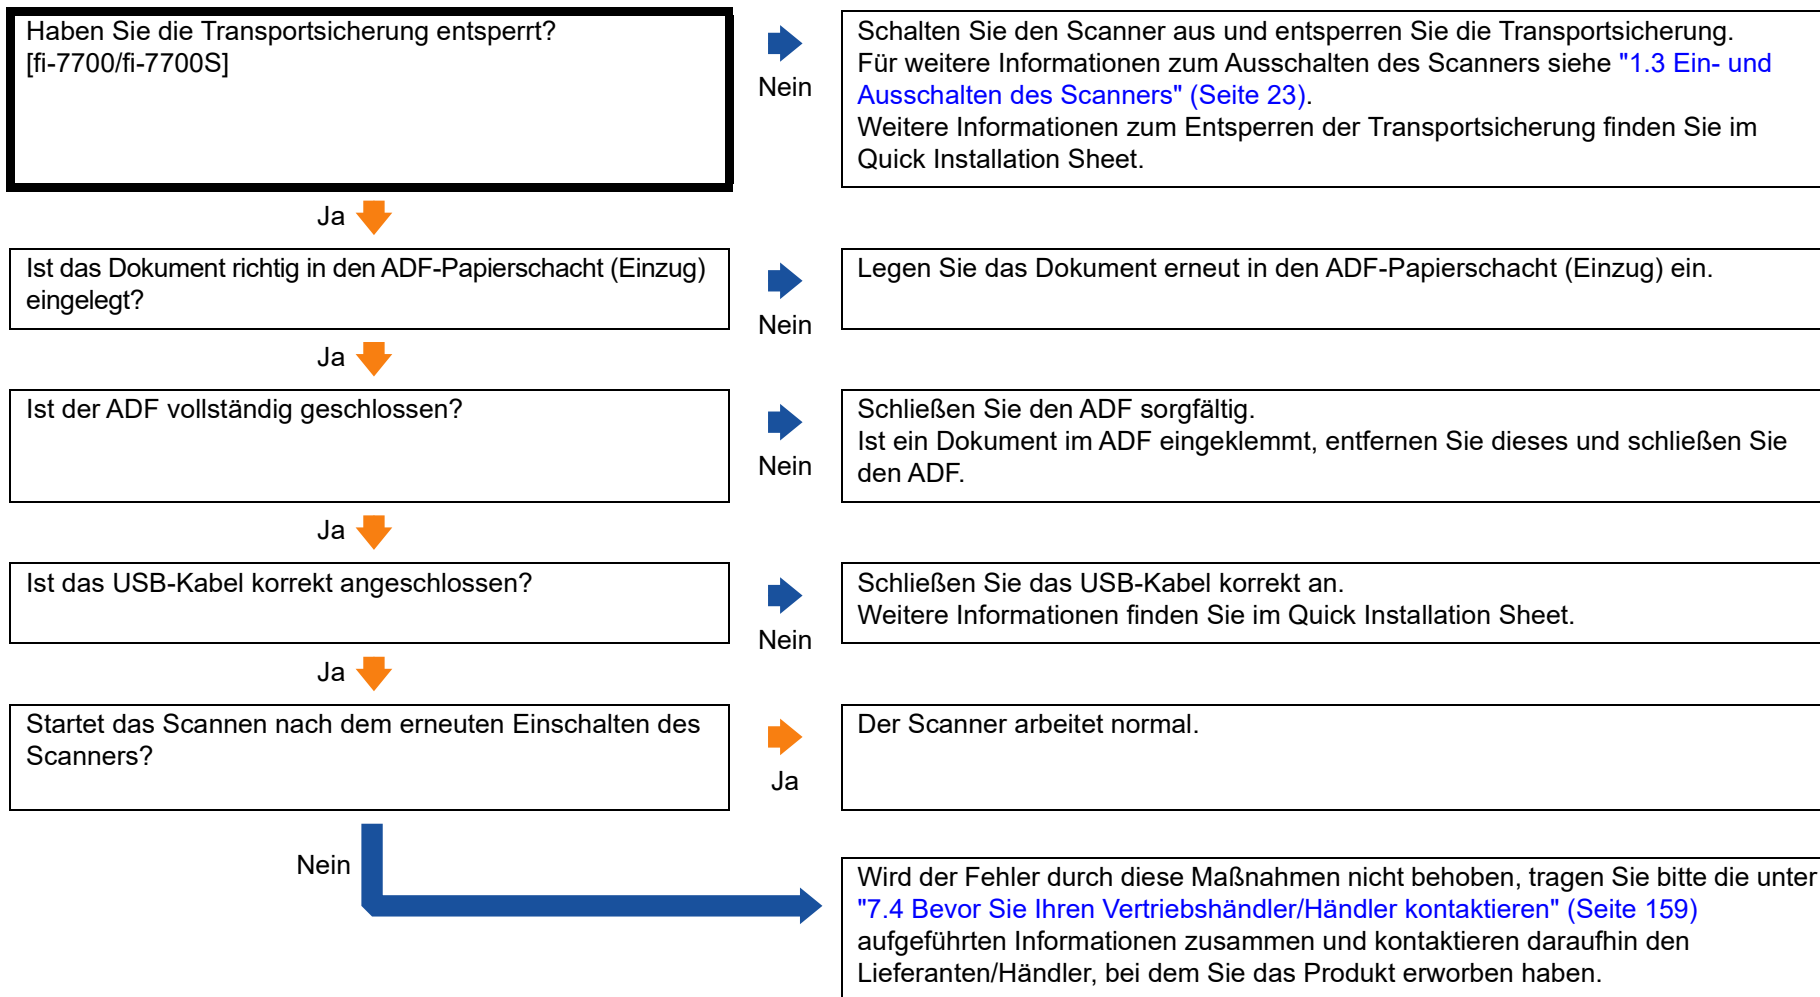 Haben Sie die Transportsicherung entsperrt?
[fi-7700/fi-7700S]
Nein
Schalten Sie den Scanner aus und entsperren Sie die Transportsicherung.
Für weitere Informationen zum Ausschalten des Scanners siehe "1.3 Ein- und
Ausschalten des Scanners" (Seite 23).
Weitere Informationen zum Entsperren der Transportsicherung finden Sie im
Quick Installation Sheet.
Ja
Ist das Dokument richtig in den ADF-Papierschacht (Einzug)
eingelegt?
Nein
Legen Sie das Dokument erneut in den ADF-Papierschacht (Einzug) ein.
Ja
Ist der ADF vollständig geschlossen?
Nein
Schließen Sie den ADF sorgfältig.
Ist ein Dokument im ADF eingeklemmt, entfernen Sie dieses und schließen Sie
den ADF.
Ja
Ist das USB-Kabel korrekt angeschlossen?
Nein
Schließen Sie das USB-Kabel korrekt an.
Weitere Informationen finden Sie im Quick Installation Sheet.
Ja
Startet das Scannen nach dem erneuten Einschalten des
Scanners?
Ja
Der Scanner arbeitet normal.
Nein
Wird der Fehler durch diese Maßnahmen nicht behoben, tragen Sie bitte die unter
"7.4 Bevor Sie Ihren Vertriebshändler/Händler kontaktieren" (Seite 159)
aufgeführten Informationen zusammen und kontaktieren daraufhin den
Lieferanten/Händler, bei dem Sie das Produkt erworben haben.